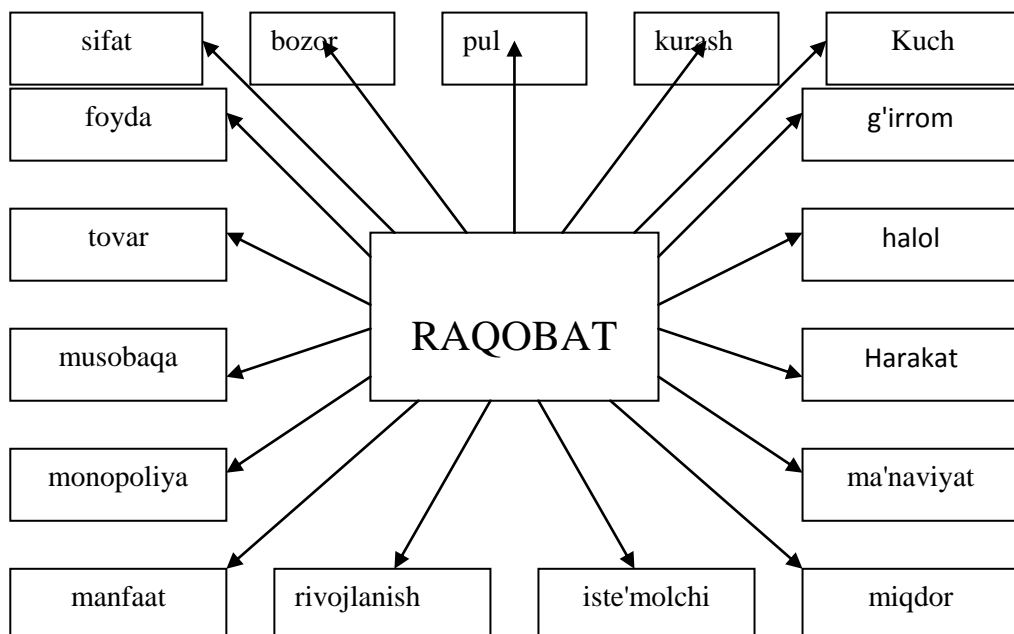 sifat
bozor
pul
kurash
Kuch
foyda
g'irrom
tovar
halol
RAQOBAT
musobaqa
Harakat
monopoliya
ma'naviyat
manfaat
rivojlanish
iste'molchi
miqdor